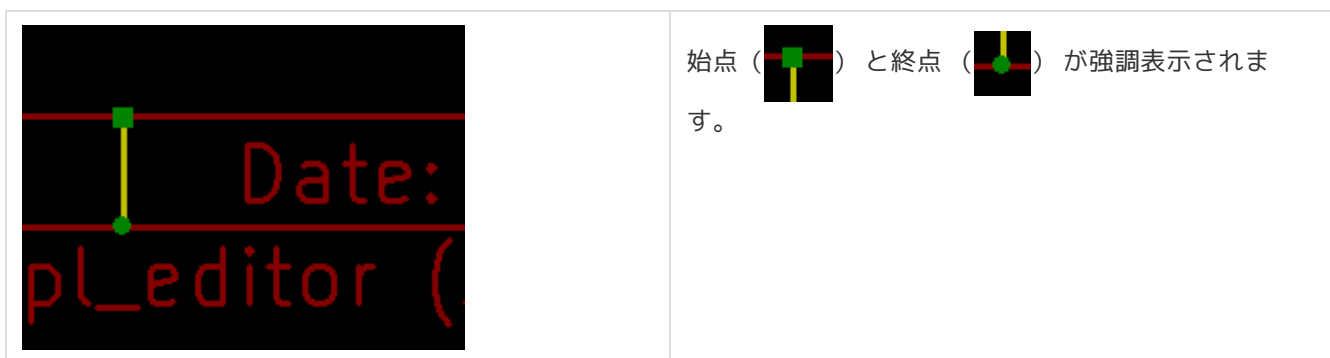 Date:
pl_editor (
始点 () と終点 () が強調表示されま
す。